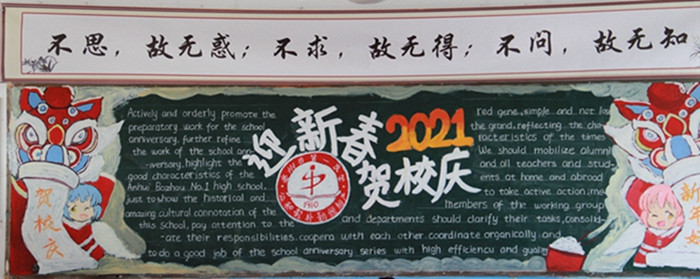 不思，故无惑；不求，故无得；不问，故无知
Actively and orderly promote the
preparatory work for the school
anniversary, further refine
the work of the school anni
-versary, highlight the
good characteristics of the
Anhui Bozhou No.1 high school,
just to show the historical and
amazing cultural connotation of the
this school, pay attention to the
迎新春 2021
贺校庆
1910
red gene, simple and not lo
the grand, reflecting the cha-
racteristics of the times
We should mobilize alumni
and all teachers and stud-
ents at home and abroad
to take active action, me
members of the working group
and departments should clarify their tasks, consolid-
-ate their responsibilities, coopera with each other, coordinate organically and
to do a good job of the school anniversary series with high efficiency and quali
贺校庆
新